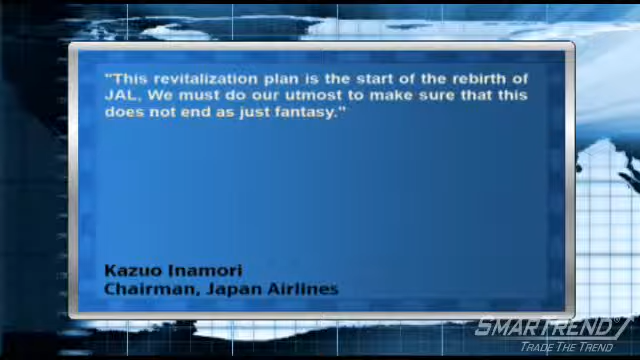 "This revitalization plan is the start of the rebirth of
JAL, We must do our utmost to make sure that this
does not end as just fantasy."
Kazuo Inamori
Chairman, Japan Airlines
SMARTREND 7
TRADE THE TREND